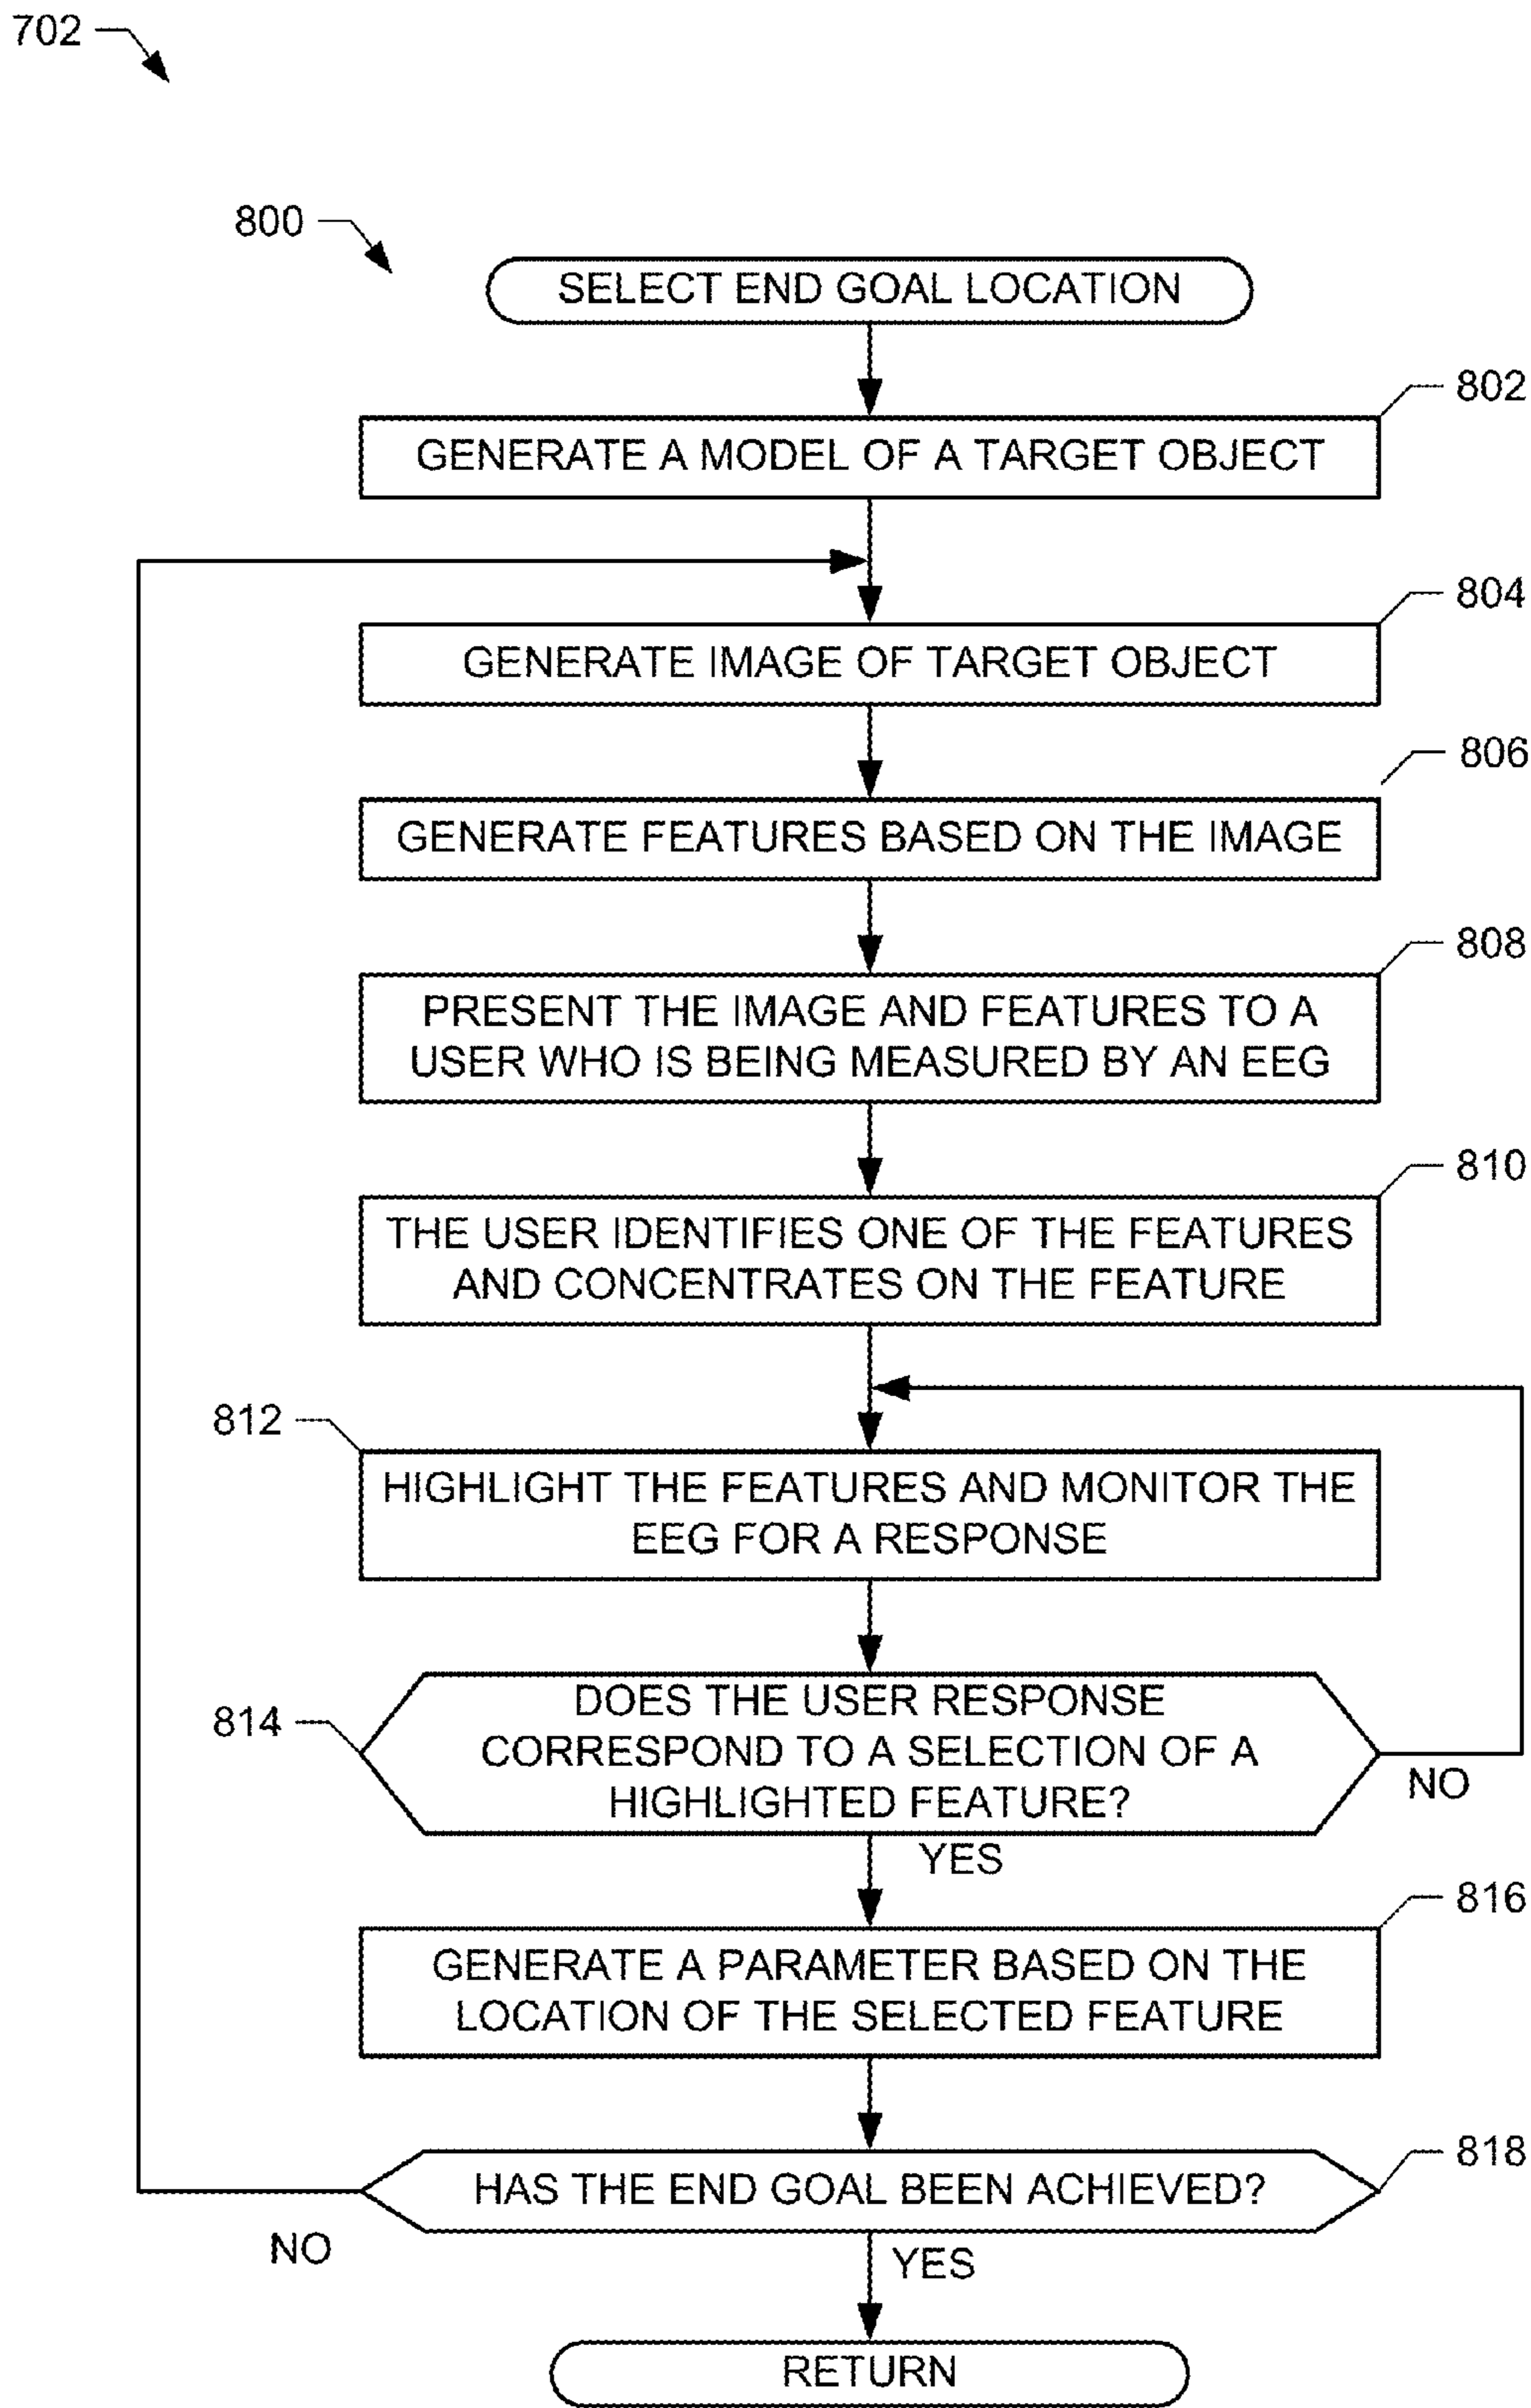 702
800
SELECT END GOAL LOCATION
802
GENERATE A MODEL OF A TARGET OBJECT
804
GENERATE IMAGE OF TARGET OBJECT
806
GENERATE FEATURES BASED ON THE IMAGE
808
PRESENT THE IMAGE AND FEATURES TO A
USER WHO IS BEING MEASURED BY AN EEG
810
THE USER IDENTIFIES ONE OF THE FEATURES
AND CONCENTRATES ON THE FEATURE
812
HIGHLIGHT THE FEATURES AND MONITOR THE
EEG FOR A RESPONSE
814
DOES THE USER RESPONSE
CORRESPOND TO A SELECTION OF A
HIGHLIGHTED FEATURE?
NO
YES
816
GENERATE A PARAMETER BASED ON THE
LOCATION OF THE SELECTED FEATURE
818
HAS THE END GOAL BEEN ACHIEVED?
NO
YES
RETURN